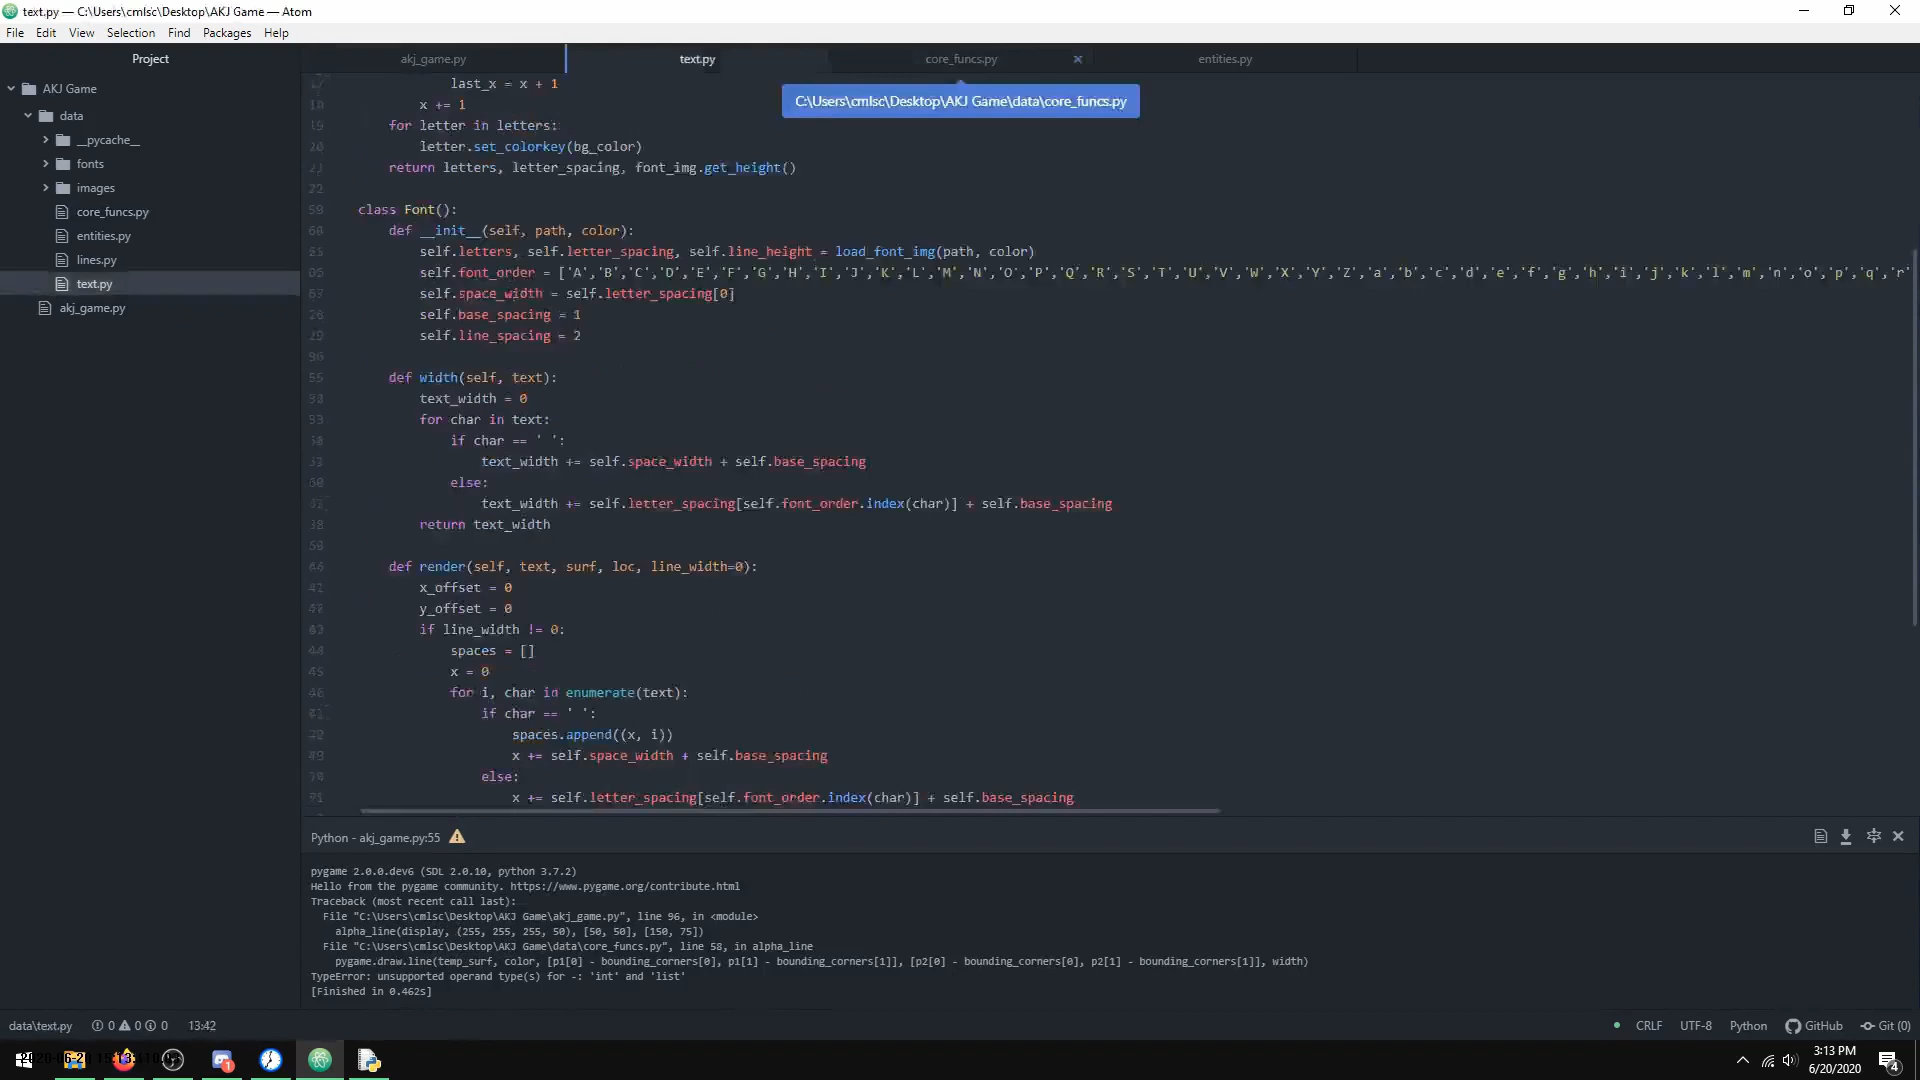 text.py — C:\Users\cmlsc\Desktop\AKJ Game — Atom
File Edit View Selection Find Packages Help
Project
akj_game.py
text.py
core_funcs.py
entities.py
C:\Users\cmlsc\Desktop\AKJ Game\data\core_funcs.py
AKJ Game
data
__pycache__
fonts
images
core_funcs.py
entities.py
lines.py
text.py
akj_game.py
last_x = x + 1
x += 1
for letter in letters:
letter.set_colorkey(bg_color)
return letters, letter_spacing, font_img.get_height()
class Font():
def __init__(self, path, color):
self.letters, self.letter_spacing, self.line_height = load_font_img(path, color)
self.font_order = ['A','B','C','D','E','F','G','H','I','J','K','L','M','N','O','P','Q','R','S','T','U','V','W','X','Y','Z','a','b','c','d','e','f','g','h','i','j','k','l','m','n','o','p','q','r'
self.space_width = self.letter_spacing[0]
self.base_spacing = 1
self.line_spacing = 2
def width(self, text):
text_width = 0
for char in text:
if char == ' ':
text_width += self.space_width + self.base_spacing
else:
text_width += self.letter_spacing[self.font_order.index(char)] + self.base_spacing
return text_width
def render(self, text, surf, loc, line_width=0):
x_offset = 0
y_offset = 0
if line_width != 0:
spaces = []
x = 0
for i, char in enumerate(text):
if char == ' ':
spaces.append((x, i))
x += self.space_width + self.base_spacing
else:
x += self.letter_spacing[self.font_order.index(char)] + self.base_spacing
Python - akj_game.py:55
pygame 2.0.0.dev6 (SDL 2.0.10, python 3.7.2)
Hello from the pygame community. https://www.pygame.org/contribute.html
Traceback (most recent call last):
File "C:\Users\cmlsc\Desktop\AKJ Game\akj_game.py", line 96, in <module>
alpha_line(display, (255, 255, 255, 50), [50, 50], [150, 75])
File "C:\Users\cmlsc\Desktop\AKJ Game\data\core_funcs.py", line 58, in alpha_line
pygame.draw.line(temp_surf, color, [p1[0] - bounding_corners[0], p1[1] - bounding_corners[1]], [p2[0] - bounding_corners[0], p2[1] - bounding_corners[1]], width)
TypeError: unsupported operand type(s) for -: 'int' and 'list'
[Finished in 0.462s]
data\text.py 0 0 0 13:42
CRLF UTF-8 Python GitHub Git (0)
3:13 PM
6/20/2020
1
4